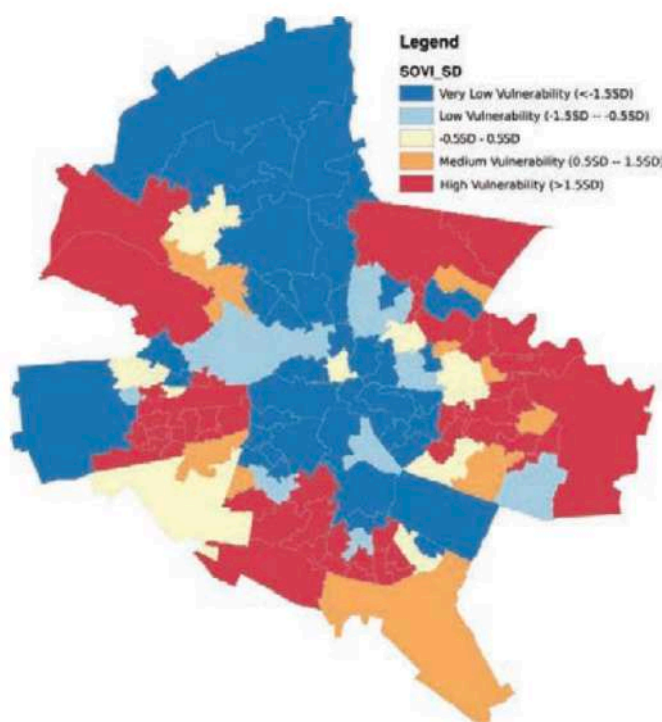 Legend
SOVI_SD
Very Low Vulnerability (<-1.5SD)
Low Vulnerability (-1.5SD -- -0.5SD)
-0.5SD - 0.5SD
Medium Vulnerability (0.5SD -- 1.5SD)
High Vulnerability (>1.5SD)